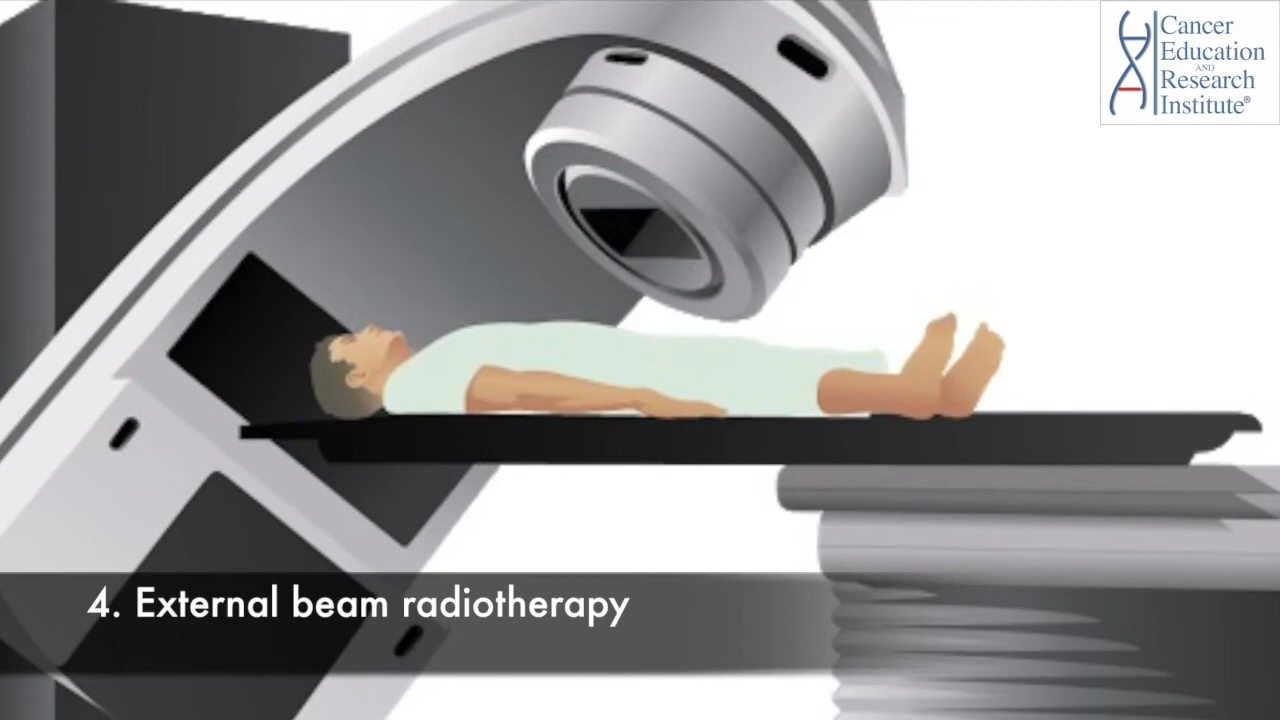 Cancer
Education
AND
Research
Institute®
4. External beam radiotherapy